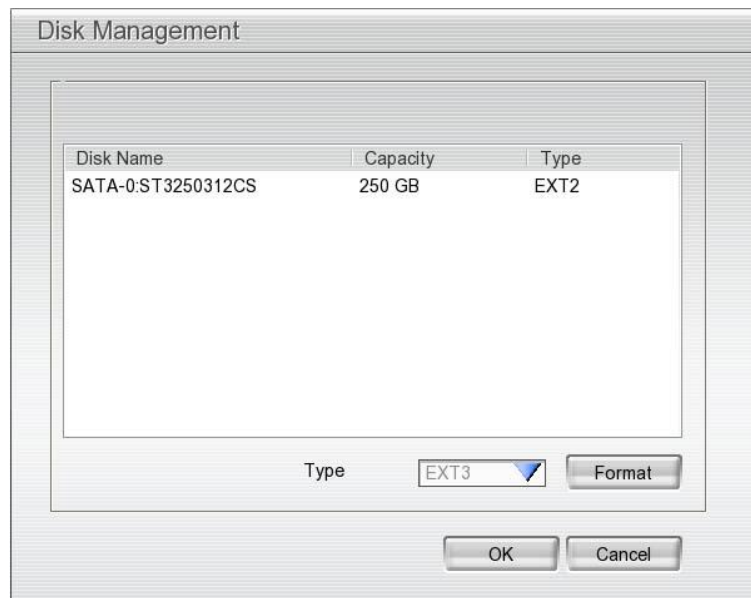 Disk Management
Disk Name Capacity Type
SATA-0:ST3250312CS 250 GB EXT2
Type EXT3 Format
OK Cancel